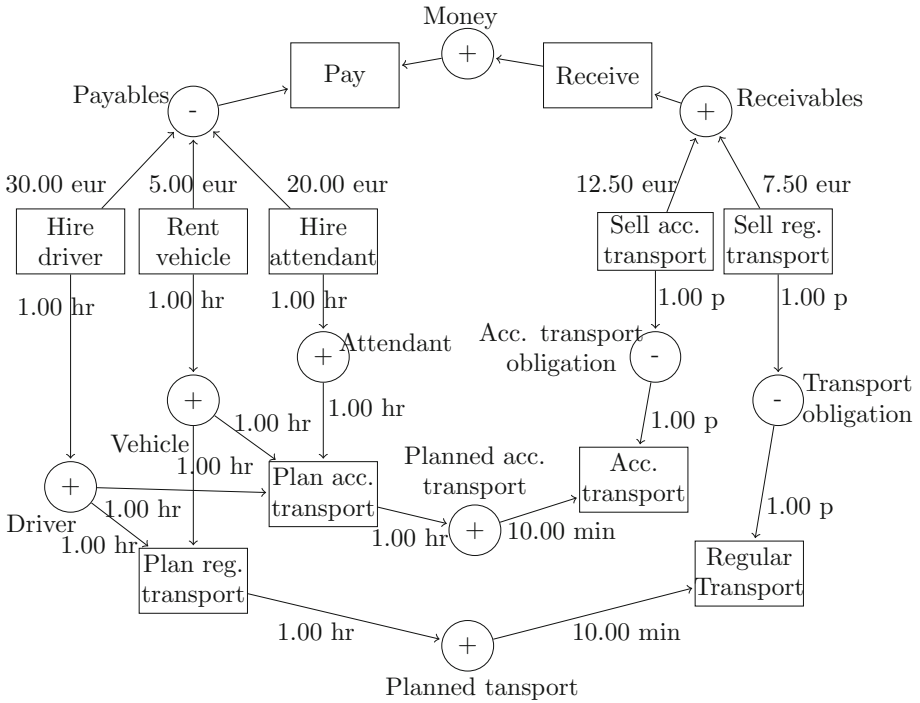 Money
+
Pay
Receive
Payables
-
+
Receivables
30.00 eur
5.00 eur
20.00 eur
12.50 eur
7.50 eur
Hire
driver
Rent
vehicle
Hire
attendant
Sell acc.
transport
Sell reg.
transport
1.00 hr
1.00 hr
1.00 hr
1.00 p
1.00 p
+
Attendant
Acc. transport
obligation
-
+
Vehicle
1.00 hr
1.00 hr
1.00 hr
1.00 p
-
Transport
obligation
+
Driver
1.00 hr
1.00 hr
Plan acc.
transport
Planned acc.
transport
1.00 hr
+
10.00 min
Acc.
transport
1.00 p
Plan reg.
transport
Regular
Transport
1.00 hr
+
10.00 min
Planned tansport